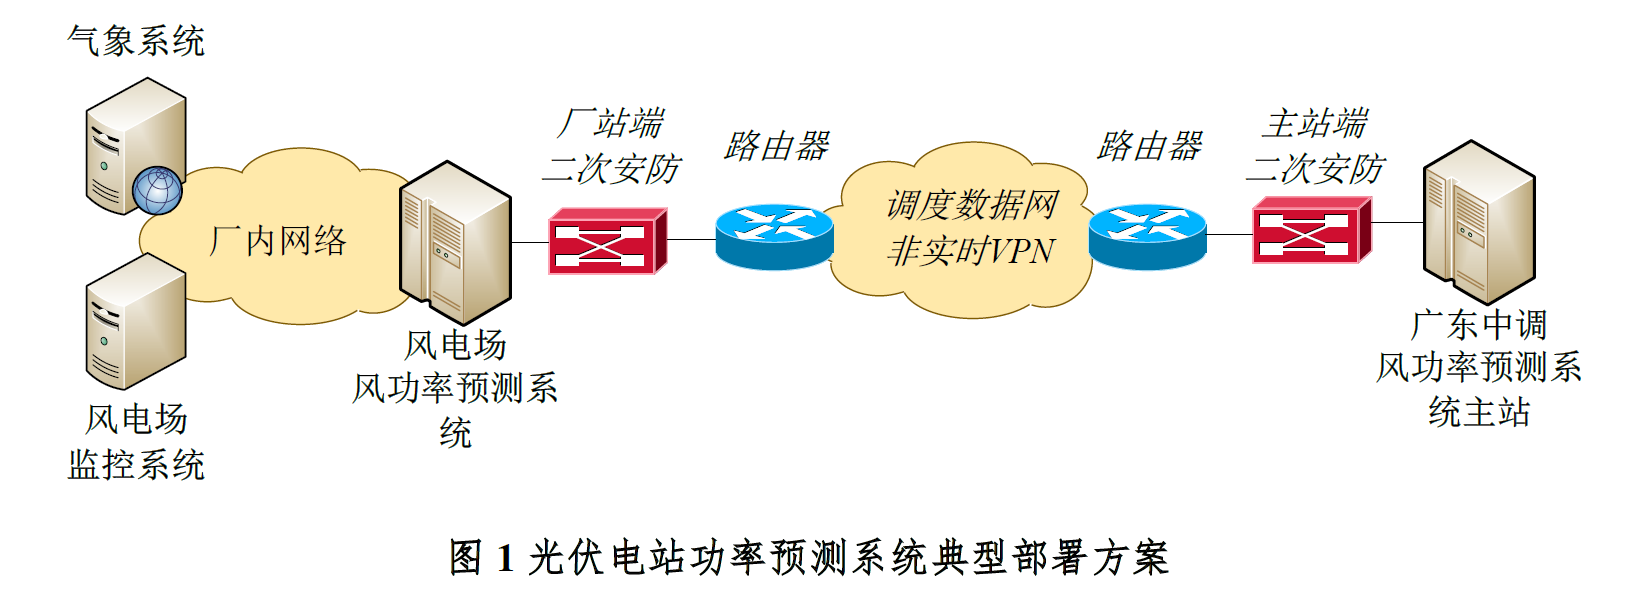 气象系统
厂站端
二次安防
路由器
路由器
主站端
二次安防
调度数据网
非实时VPN
厂内网络
风电场
风功率预测系
统
广东中调
风功率预测系
统主站
风电场
监控系统
图 1 光伏电站功率预测系统典型部署方案